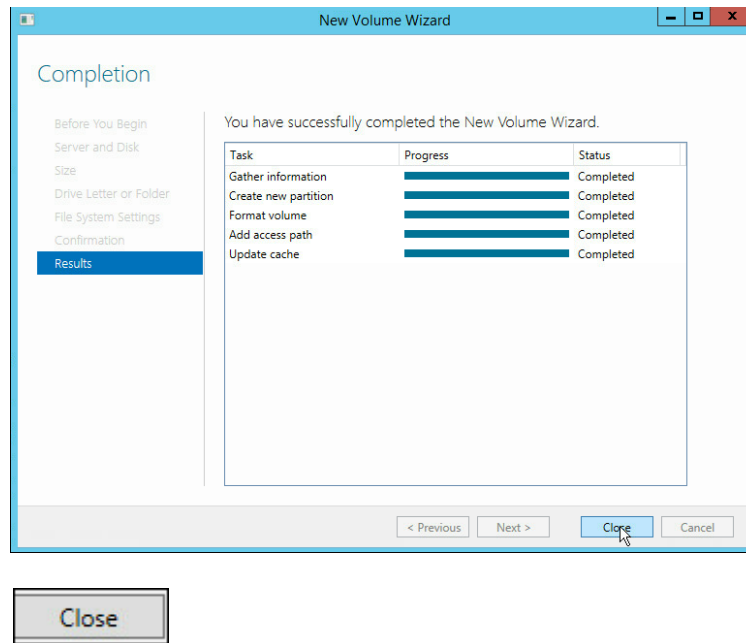 New Volume Wizard
x
Completion
Before You Begin
Server and Disk
Size
Drive Letter or Folder
File System Settings
Confirmation
Results
You have successfully completed the New Volume Wizard.
Task Progress Status
Gather information Completed
Create new partition Completed
Format volume Completed
Add access path Completed
Update cache Completed
< Previous Next > Close Cancel
Close